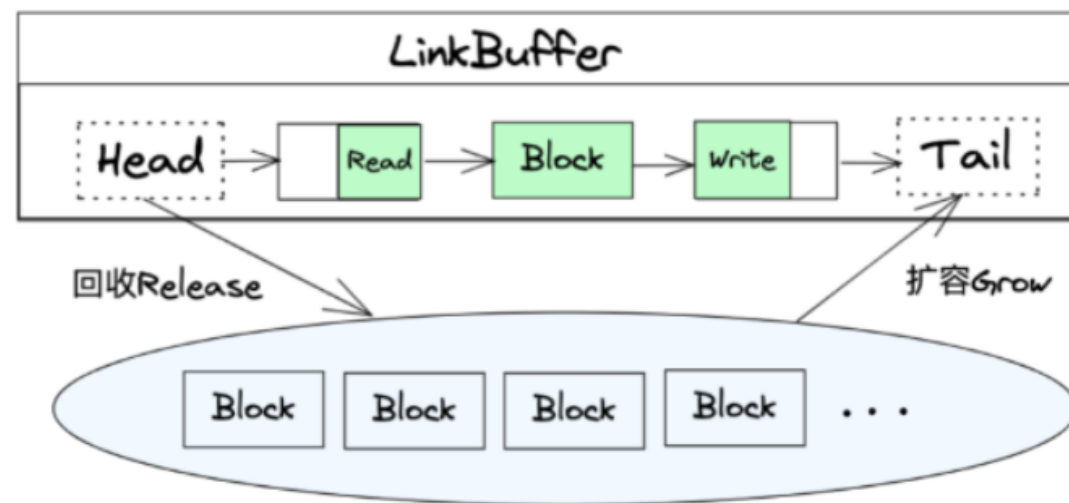 LinkBuffer
Head Read Block Write Tail
回收Release 扩容Grow
Block Block Block Block ...